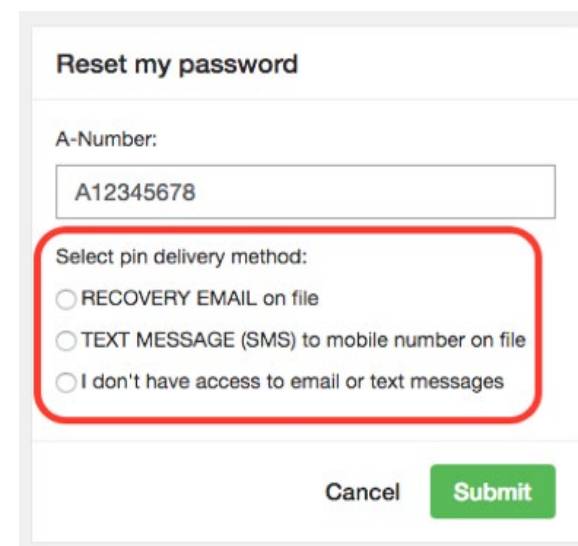 Reset my password
A-Number:
A12345678
Select pin delivery method:
RECOVERY EMAIL on file
TEXT MESSAGE (SMS) to mobile number on file
I don't have access to email or text messages
Cancel Submit